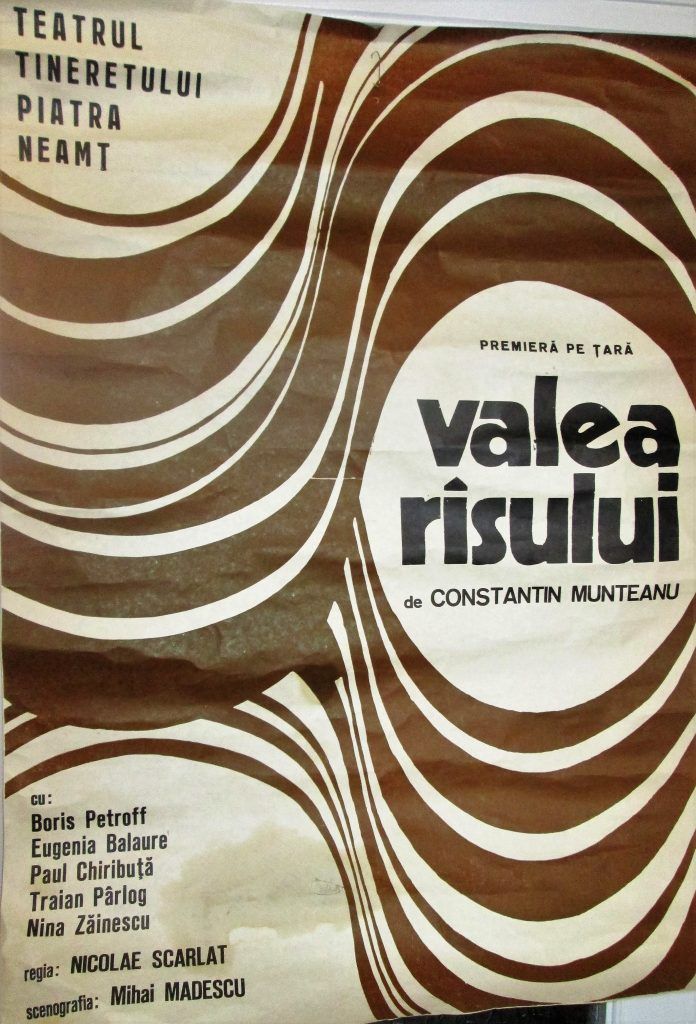 TEATRUL
TINERETULUI
PIATRA
NEAMȚ
PREMIERĂ PE ȚARĂ
valea
rîsului
de CONSTANTIN MUNTEANU
cu:
Boris Petroff
Eugenia Balaure
Paul Chiribuță
Traian Pârlog
Nina Zăinescu
regia: NICOLAE SCARLAT
scenografia: Mihai MADESCU